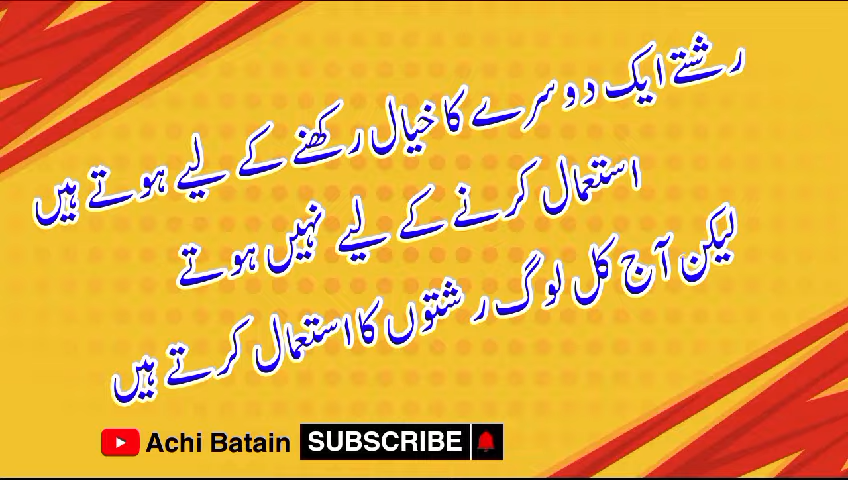 رشتے ایک دوسرے کا خیال رکھنے کے لیے ہوتے ہیں
استعمال کرنے کے لیے نہیں ہوتے
لیکن آج کل لوگ رشتوں کا استعمال کرتے ہیں
Achi Batain SUBSCRIBE